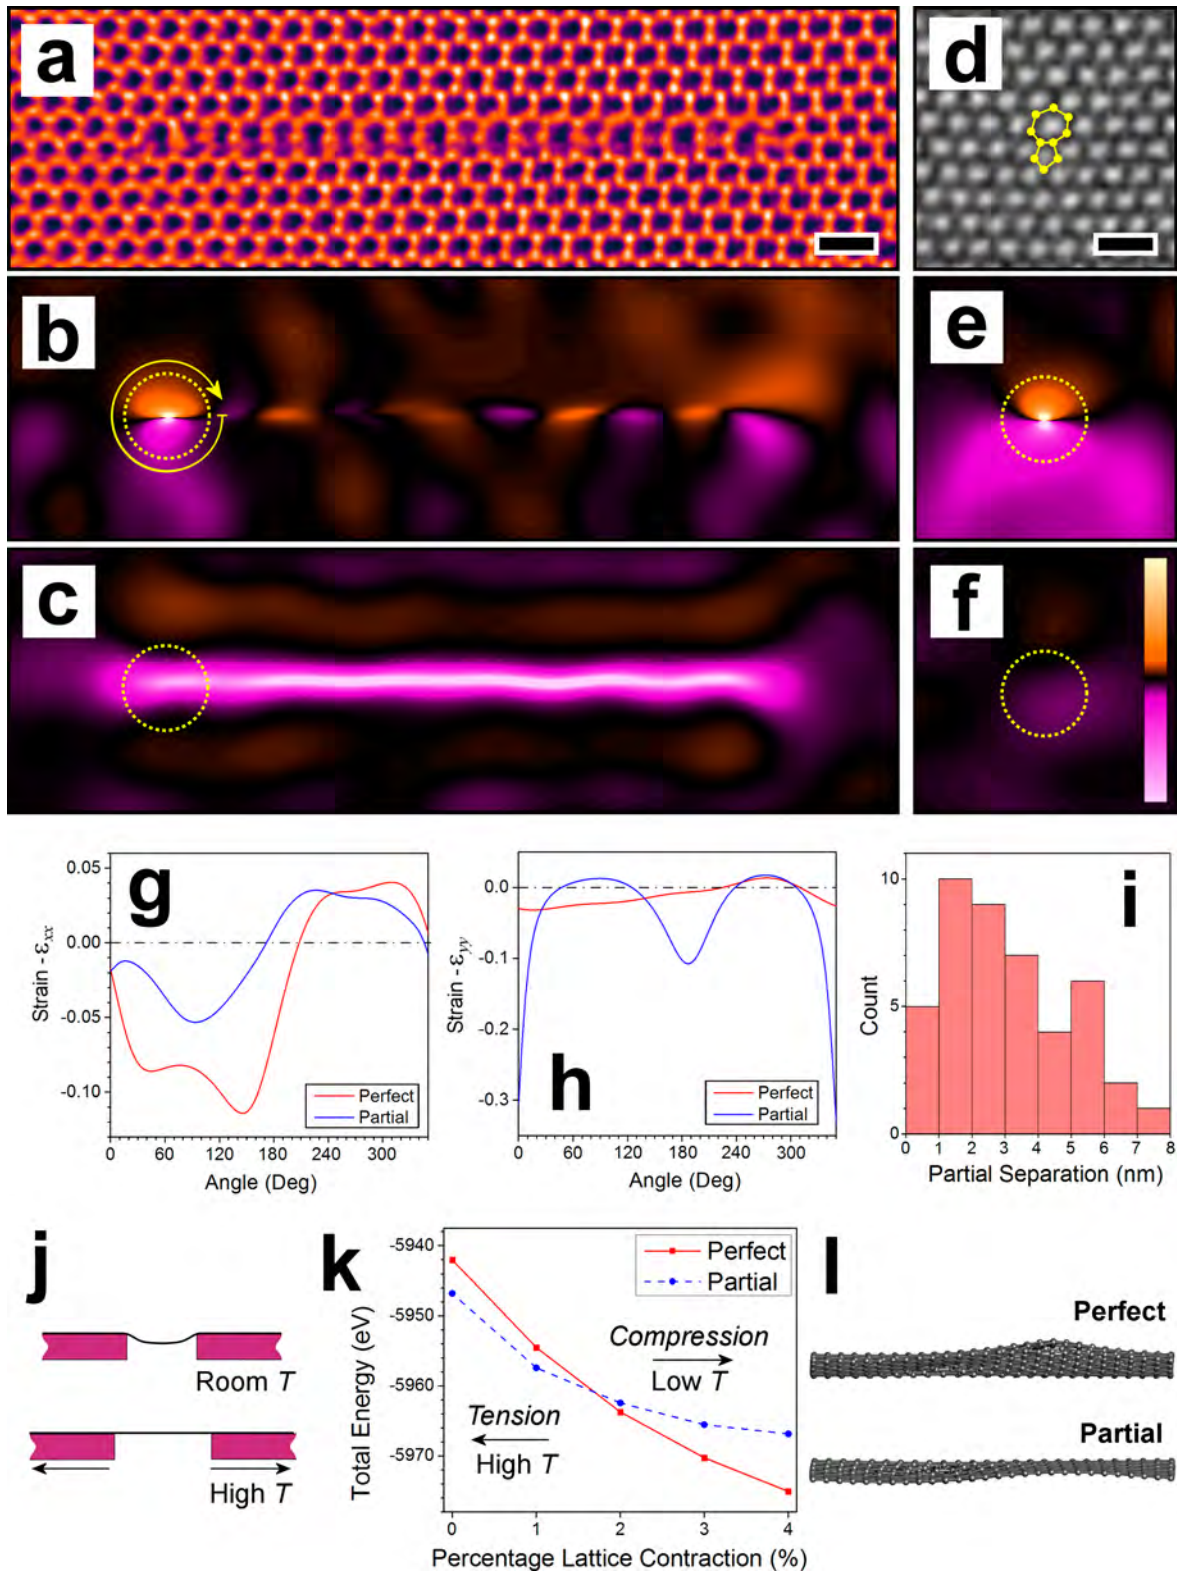 a
d
b
e
c
f
g
0.05
0.00
-0.05
-0.10
Strain - εxx
Perfect
Partial
0 60 120 180 240 300
Angle (Deg)
h
0.0
-0.1
-0.2
-0.3
Strain - εyy
Perfect
Partial
0 60 120 180 240 300
Angle (Deg)
i
10
5
0
Count
0 1 2 3 4 5 6 7 8
Partial Separation (nm)
j
Room T
High T
k
-5940
-5950
-5960
-5970
Total Energy (eV)
Perfect
Partial
Compression
Low T
Tension
High T
0 1 2 3 4
Percentage Lattice Contraction (%)
l
Perfect
Partial